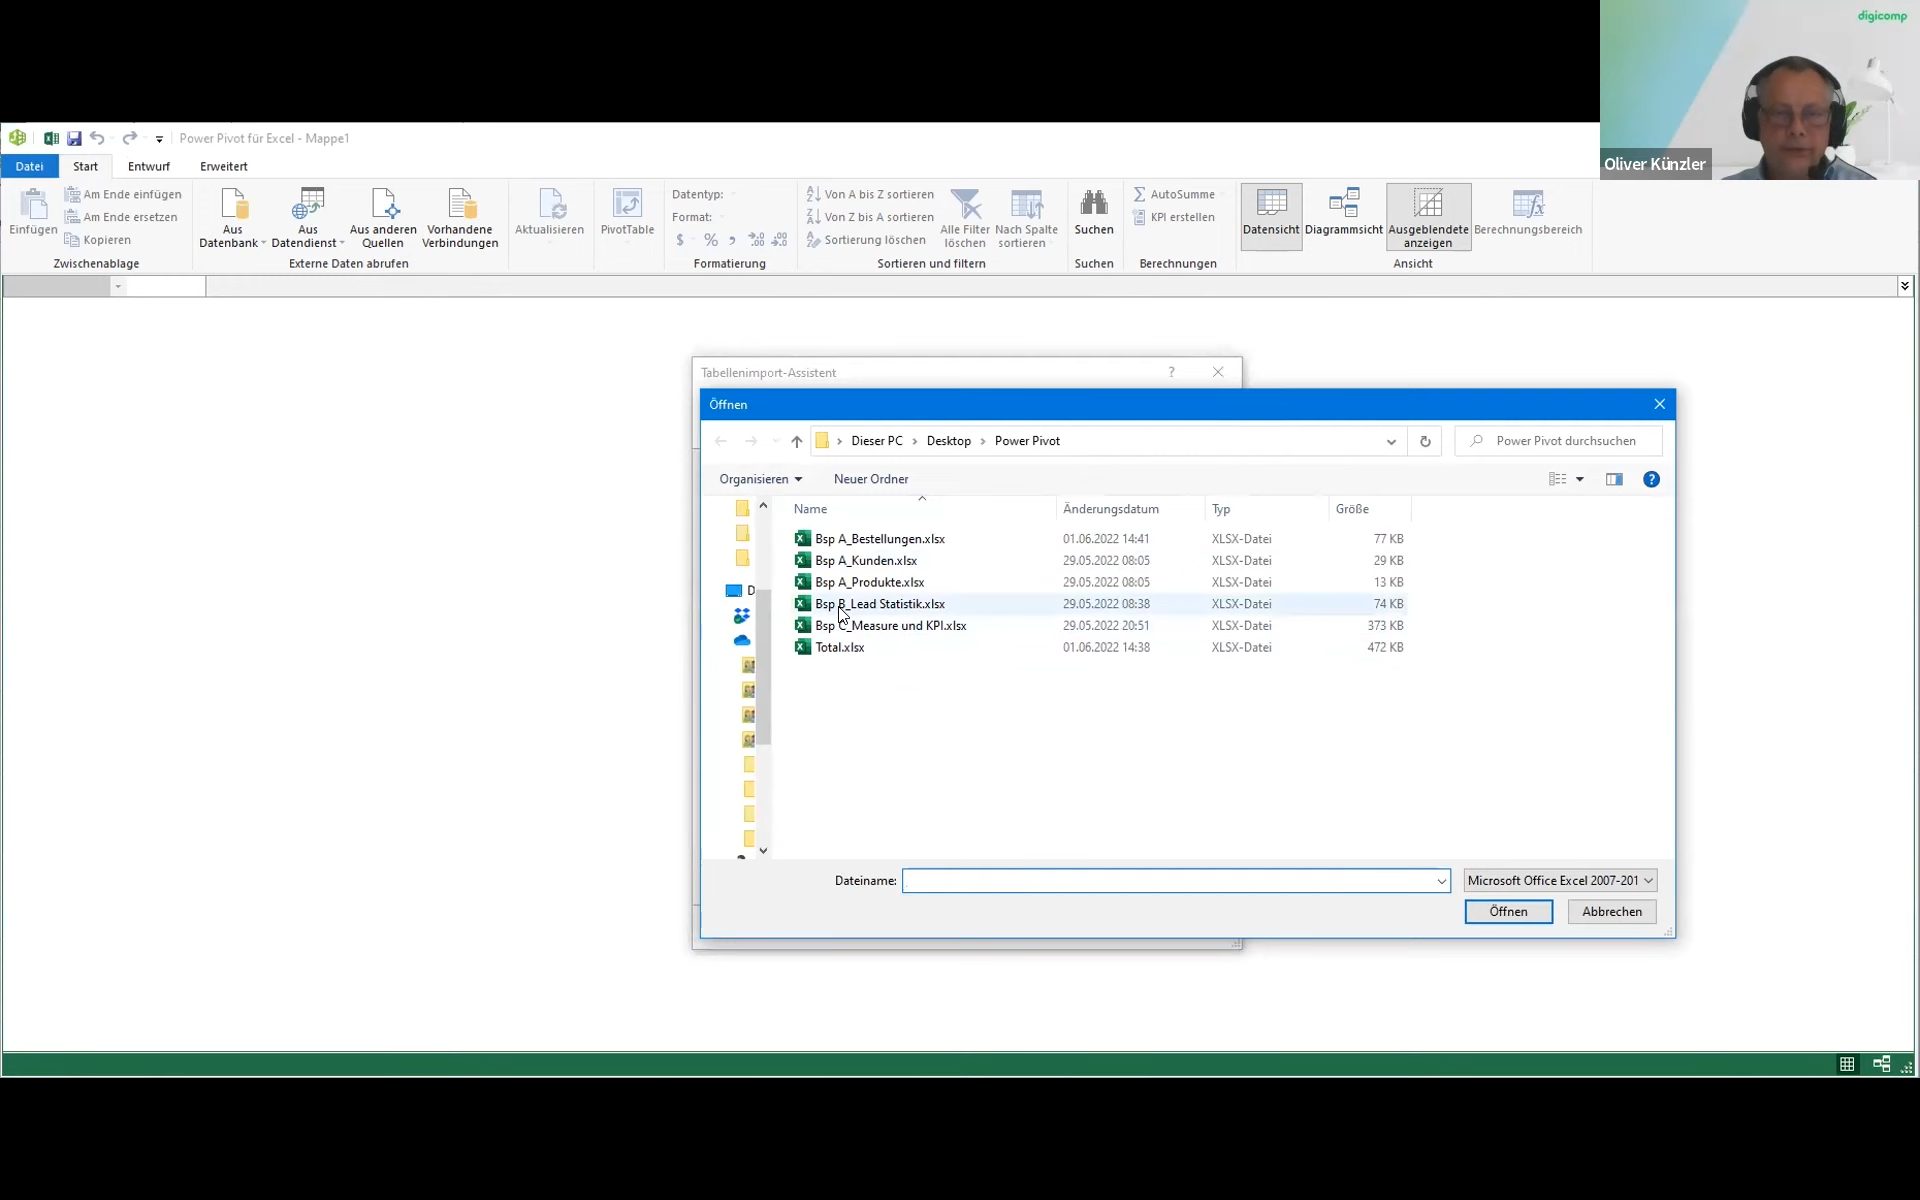 digicomp
Oliver Künzler
Power Pivot für Excel - Mappe1
Datei Start Entwurf Erweitert
Einfügen
Am Ende einfügen
Am Ende ersetzen
Kopieren
Zwischenablage
Aus Datenbank
Aus Datendienst
Aus anderen Quellen
Vorhandene Verbindungen
Externe Daten abrufen
Aktualisieren
PivotTable
Datentyp:
Format:
$ % , .00 .00
Formatierung
Von A bis Z sortieren
Von Z bis A sortieren
Sortierung löschen
Alle Filter löschen
Nach Spalte sortieren
Sortieren und filtern
Suchen
Suchen
AutoSumme
KPI erstellen
Berechnungen
Datensicht
Diagrammsicht
Ausgeblendete anzeigen
Berechnungsbereich
Ansicht
Tabellenimport-Assistent ?
Öffnen
Dieser PC › Desktop › Power Pivot
Power Pivot durchsuchen
Organisieren Neuer Ordner
Name Änderungsdatum Typ Größe
Bsp A_Bestellungen.xlsx 01.06.2022 14:41 XLSX-Datei 77 KB
Bsp A_Kunden.xlsx 29.05.2022 08:05 XLSX-Datei 29 KB
Bsp A_Produkte.xlsx 29.05.2022 08:05 XLSX-Datei 13 KB
Bsp B_Lead Statistik.xlsx 29.05.2022 08:38 XLSX-Datei 74 KB
Bsp C_Measure und KPI.xlsx 29.05.2022 20:51 XLSX-Datei 373 KB
Total.xlsx 01.06.2022 14:38 XLSX-Datei 472 KB
D
Dateiname:
Microsoft Office Excel 2007-201
Öffnen Abbrechen